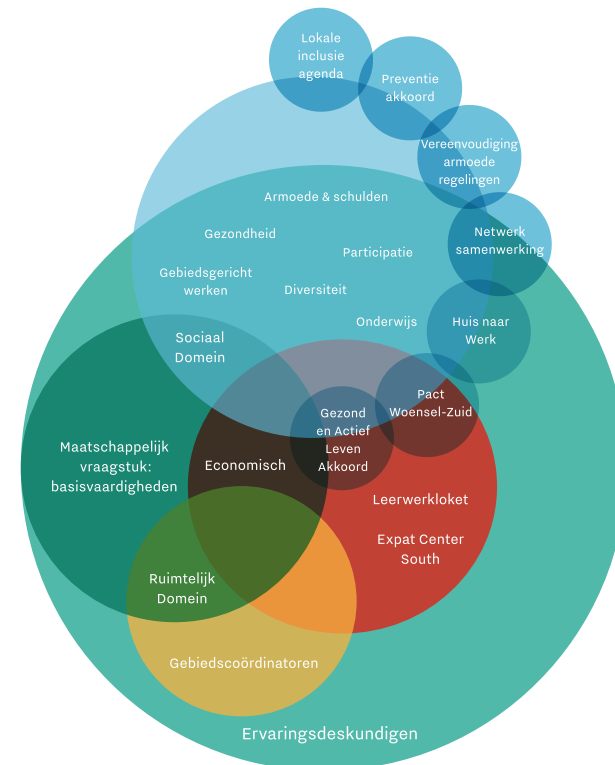 Lokale
inclusie
agenda
Preventie
akkoord
Vereenvoudiging
armoede
regelingen
Armoede & schulden
Gezondheid
Netwerk
samenwerking
Participatie
Gebiedsgericht
werken
Diversiteit
Onderwijs
Huis naar
Werk
Sociaal
Domein
Pact
Woensel-Zuid
Gezond
en Actief
Leven
Akkoord
Maatschappelijk
vraagstuk:
basisvaardigheden
Economisch
Leerwerkloket
Expat Center
South
Ruimtelijk
Domein
Gebiedscoördinatoren
Ervaringsdeskundigen